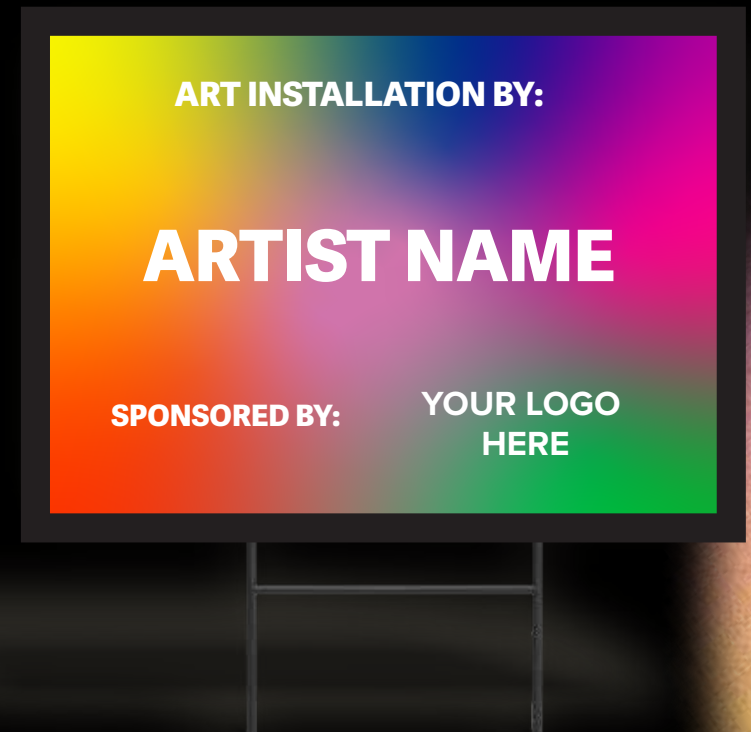 ART INSTALLATION BY:
ARTIST NAME
SPONSORED BY:
YOUR LOGO
HERE